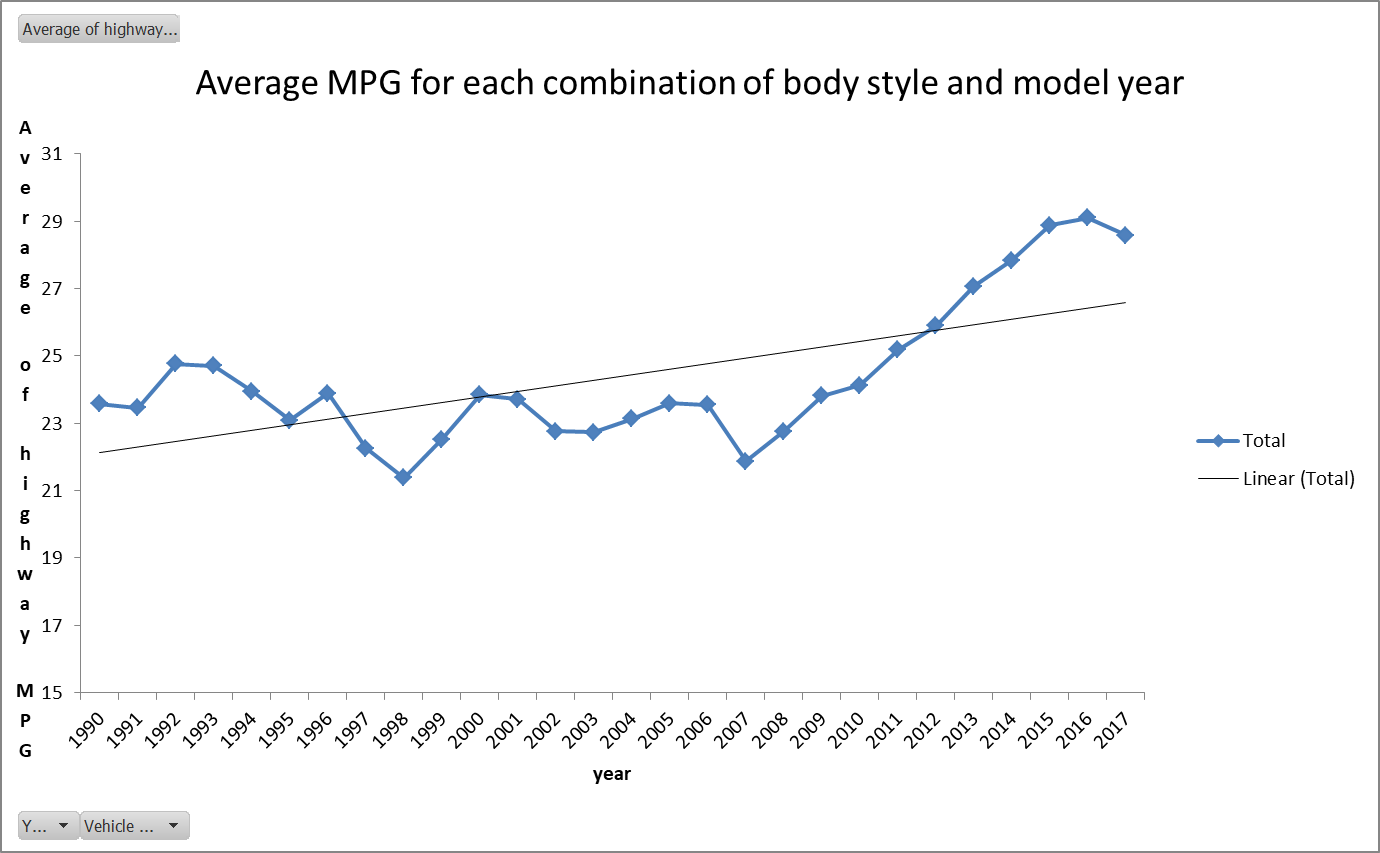 Average of highway...
Average MPG for each combination of body style and model year
Average of highway MPG
31
29
27
25
23
21
19
17
15
1990 1991 1992 1993 1994 1995 1996 1997 1998 1999 2000 2001 2002 2003 2004 2005 2006 2007 2008 2009 2010 2011 2012 2013 2014 2015 2016 2017
year
Total
Linear (Total)
Y... Vehicle ...